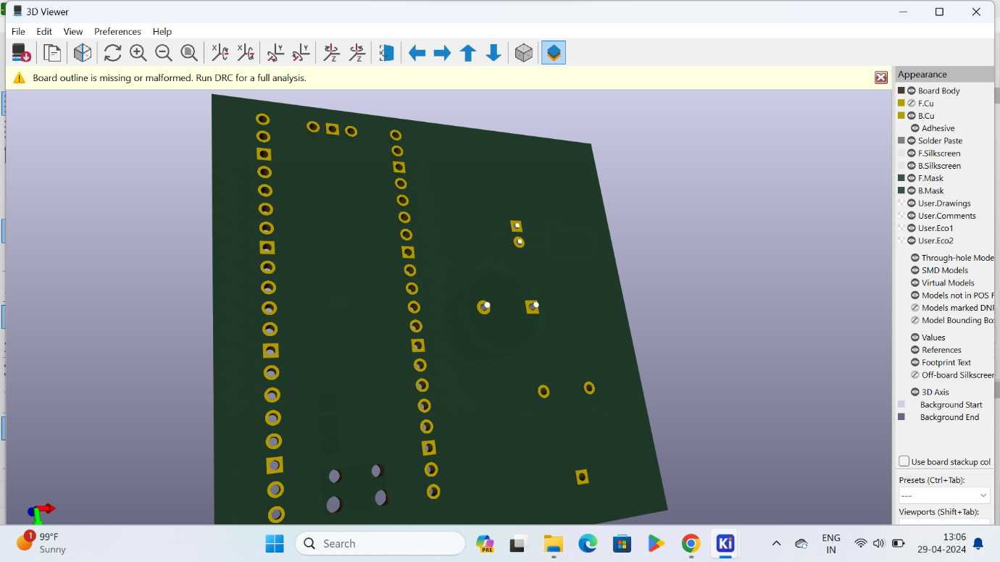 3D Viewer
File Edit View Preferences Help
Board outline is missing or malformed. Run DRC for a full analysis.
Appearance
Board Body
F.Cu
B.Cu
Adhesive
Solder Paste
F.Silkscreen
B.Silkscreen
F.Mask
B.Mask
User.Drawings
User.Comments
User.Eco1
User.Eco2
Through-hole Mode
SMD Models
Virtual Models
Models not in POS F
Models marked DNF
Model Bounding Bo
Values
References
Footprint Text
Off-board Silkscreen
3D Axis
Background Start
Background End
Use board stackup col
Presets (Ctrl+Tab):
---
Viewports (Shift+Tab):
X X Y Y Z Z
1
99°F
Sunny
Search
PRE
Ki
ENG
IN
13:06
29-04-2024